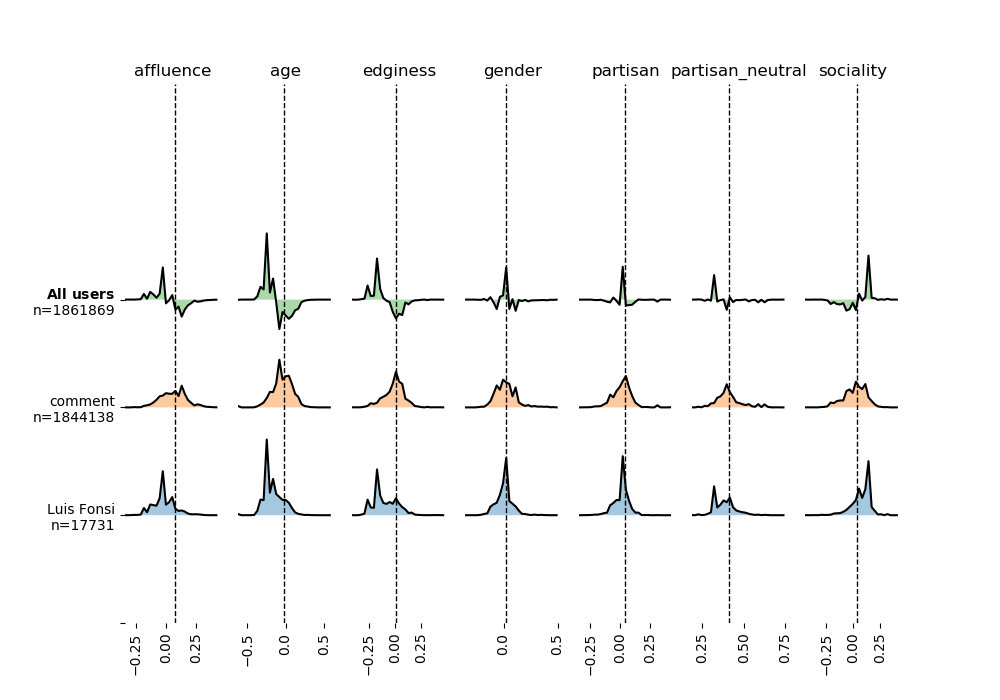 affluence age edginess gender partisan partisan_neutral sociality
All users
n=1861869
comment
n=1844138
Luis Fonsi
n=17731
−0.25 0.00 0.25 −0.5 0.0 0.5 −0.25 0.00 0.25 0.0 0.5 −0.25 0.00 0.25 0.25 0.50 0.75 −0.25 0.00 0.25